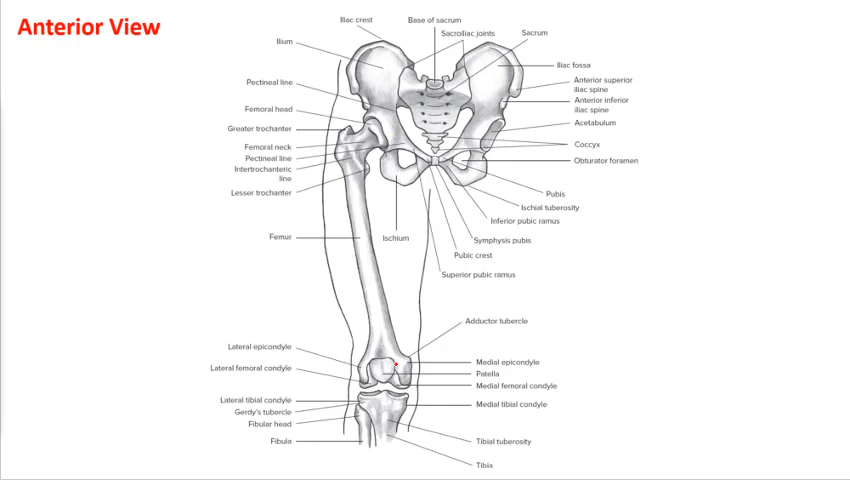 Anterior View
Iliac crest
Base of sacrum
Sacroiliac joints
Sacrum
Ilium
Iliac fossa
Pectineal line
Anterior superior
iliac spine
Anterior inferior
iliac spine
Femoral head
Greater trochanter
Acetabulum
Femoral neck
Coccyx
Pectineal line
Obturator foramen
Intertrochanteric
line
Lesser trochanter
Pubis
Ischial tuberosity
Inferior pubic ramus
Femur
Ischium
Symphysis pubis
Pubic crest
Superior pubic ramus
Adductor tubercle
Lateral epicondyle
Medial epicondyle
Lateral femoral condyle
Patella
Medial femoral condyle
Lateral tibial condyle
Medial tibial condyle
Gerdy's tubercle
Fibular head
Fibula
Tibial tuberosity
Tibia